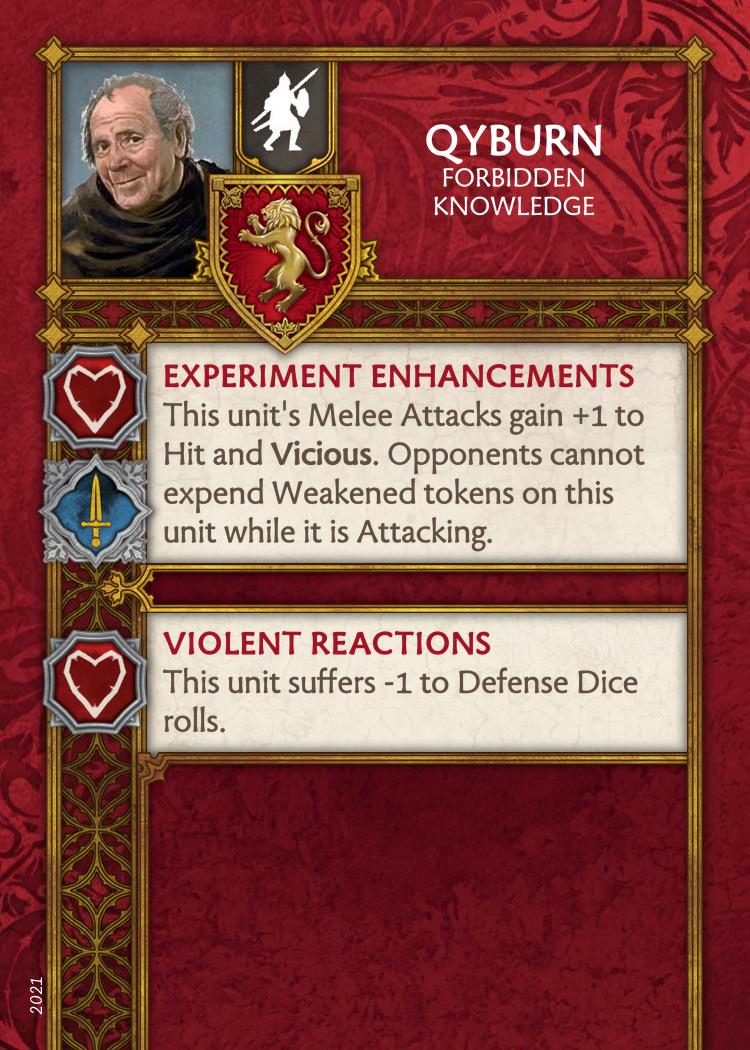 QYBURN
FORBIDDEN
KNOWLEDGE
EXPERIMENT ENHANCEMENTS
This unit's Melee Attacks gain +1 to
Hit and Vicious. Opponents cannot
expend Weakened tokens on this
unit while it is Attacking.
VIOLENT REACTIONS
This unit suffers -1 to Defense Dice
rolls.
2021